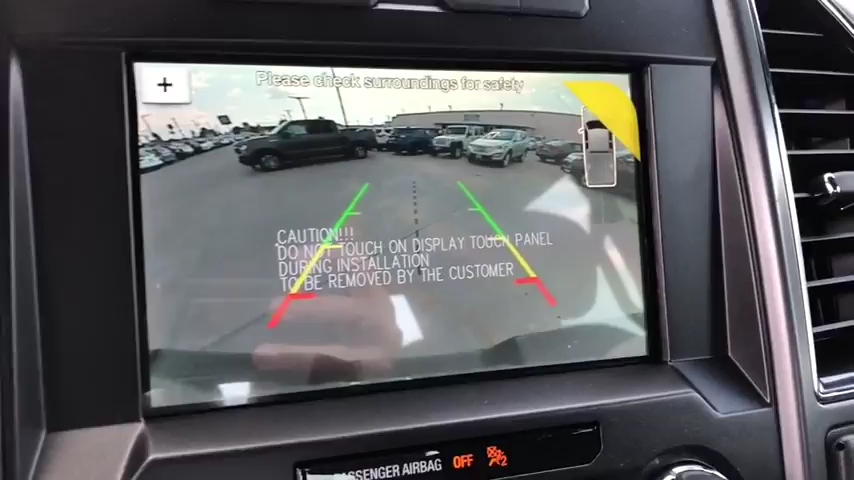 +
Please check surroundings for safety
CAUTION!!!
DO NOT TOUCH ON DISPLAY TOUCH PANEL
DURING INSTALLATION
TO BE REMOVED BY THE CUSTOMER
PASSENGER AIRBAG OFF 2